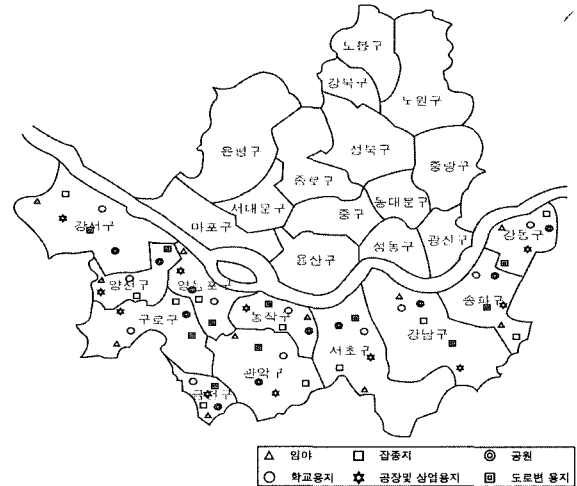 도봉구
강북구
노원구
은평구
성북구
종로구
중랑구
서대문구
동대문구
마포구
중구
강서구
용산구
성동구
광진구
강동구
양천구
영등포구
송파구
구로구
동작구
서초구
강남구
관악구
금천구
임야 잡종지 공원
학교용지 공장및 상업용지 도로변 용지